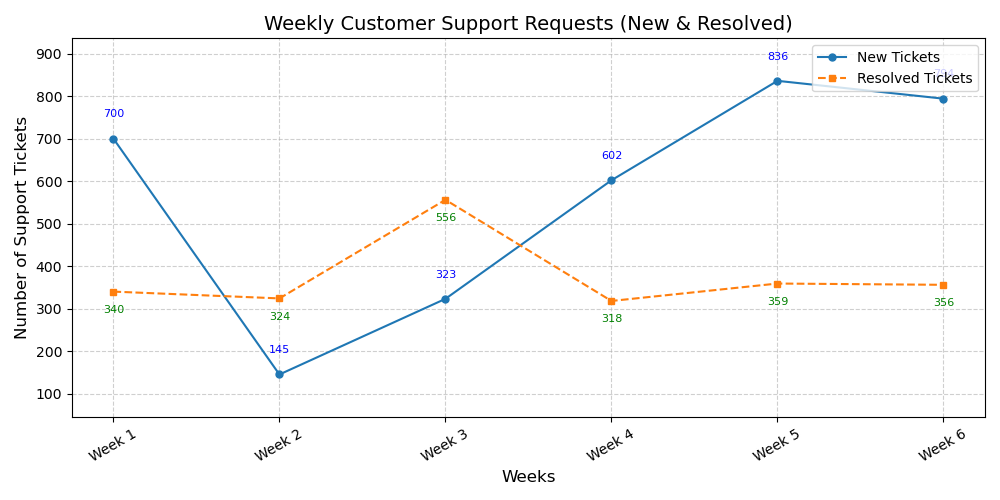 Weekly Customer Support Requests (New & Resolved)
New Tickets
Resolved Tickets
Number of Support Tickets
900
800
700
600
500
400
300
200
100
700
145
323
602
836
340
324
556
318
359
356
Week 1
Week 2
Week 3
Week 4
Week 5
Week 6
Weeks